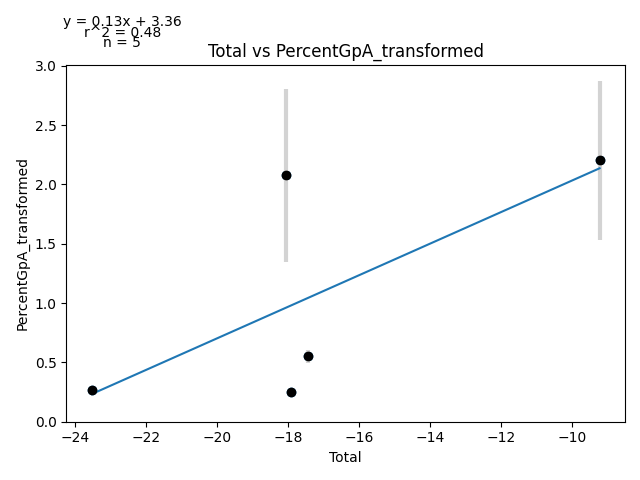 y = 0.13x + 3.36
r^2 = 0.48
n = 5
Total vs PercentGpA_transformed
3.0
2.5
2.0
1.5
1.0
0.5
0.0
PercentGpA_transformed
−24
−22
−20
−18
−16
−14
−12
−10
Total